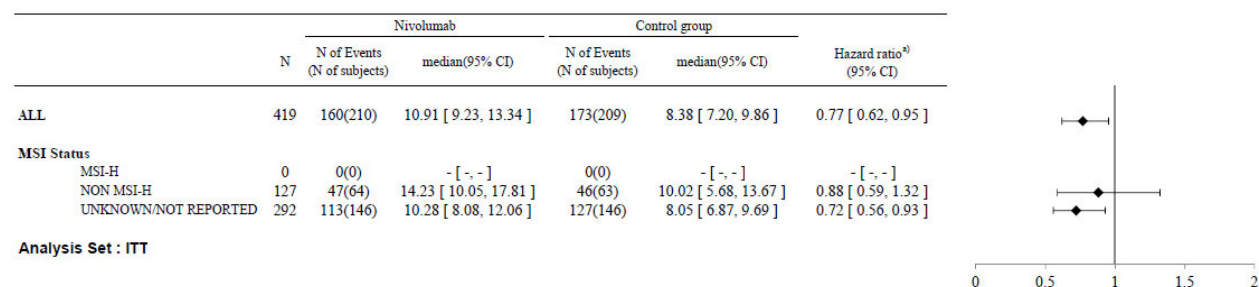 Nivolumab Control group
N N of Events (N of subjects) median(95% CI) N of Events (N of subjects) median(95% CI) Hazard ratio a) (95% CI)
ALL 419 160(210) 10.91 [ 9.23, 13.34 ] 173(209) 8.38 [ 7.20, 9.86 ] 0.77 [ 0.62, 0.95 ]
MSI Status
MSI-H 0 0(0) - [ -, - ] 0(0) - [ -, - ] - [ -, - ]
NON MSI-H 127 47(64) 14.23 [ 10.05, 17.81 ] 46(63) 10.02 [ 5.68, 13.67 ] 0.88 [ 0.59, 1.32 ]
UNKNOWN/NOT REPORTED 292 113(146) 10.28 [ 8.08, 12.06 ] 127(146) 8.05 [ 6.87, 9.69 ] 0.72 [ 0.56, 0.93 ]
Analysis Set : ITT
0 0.5 1 1.5 2